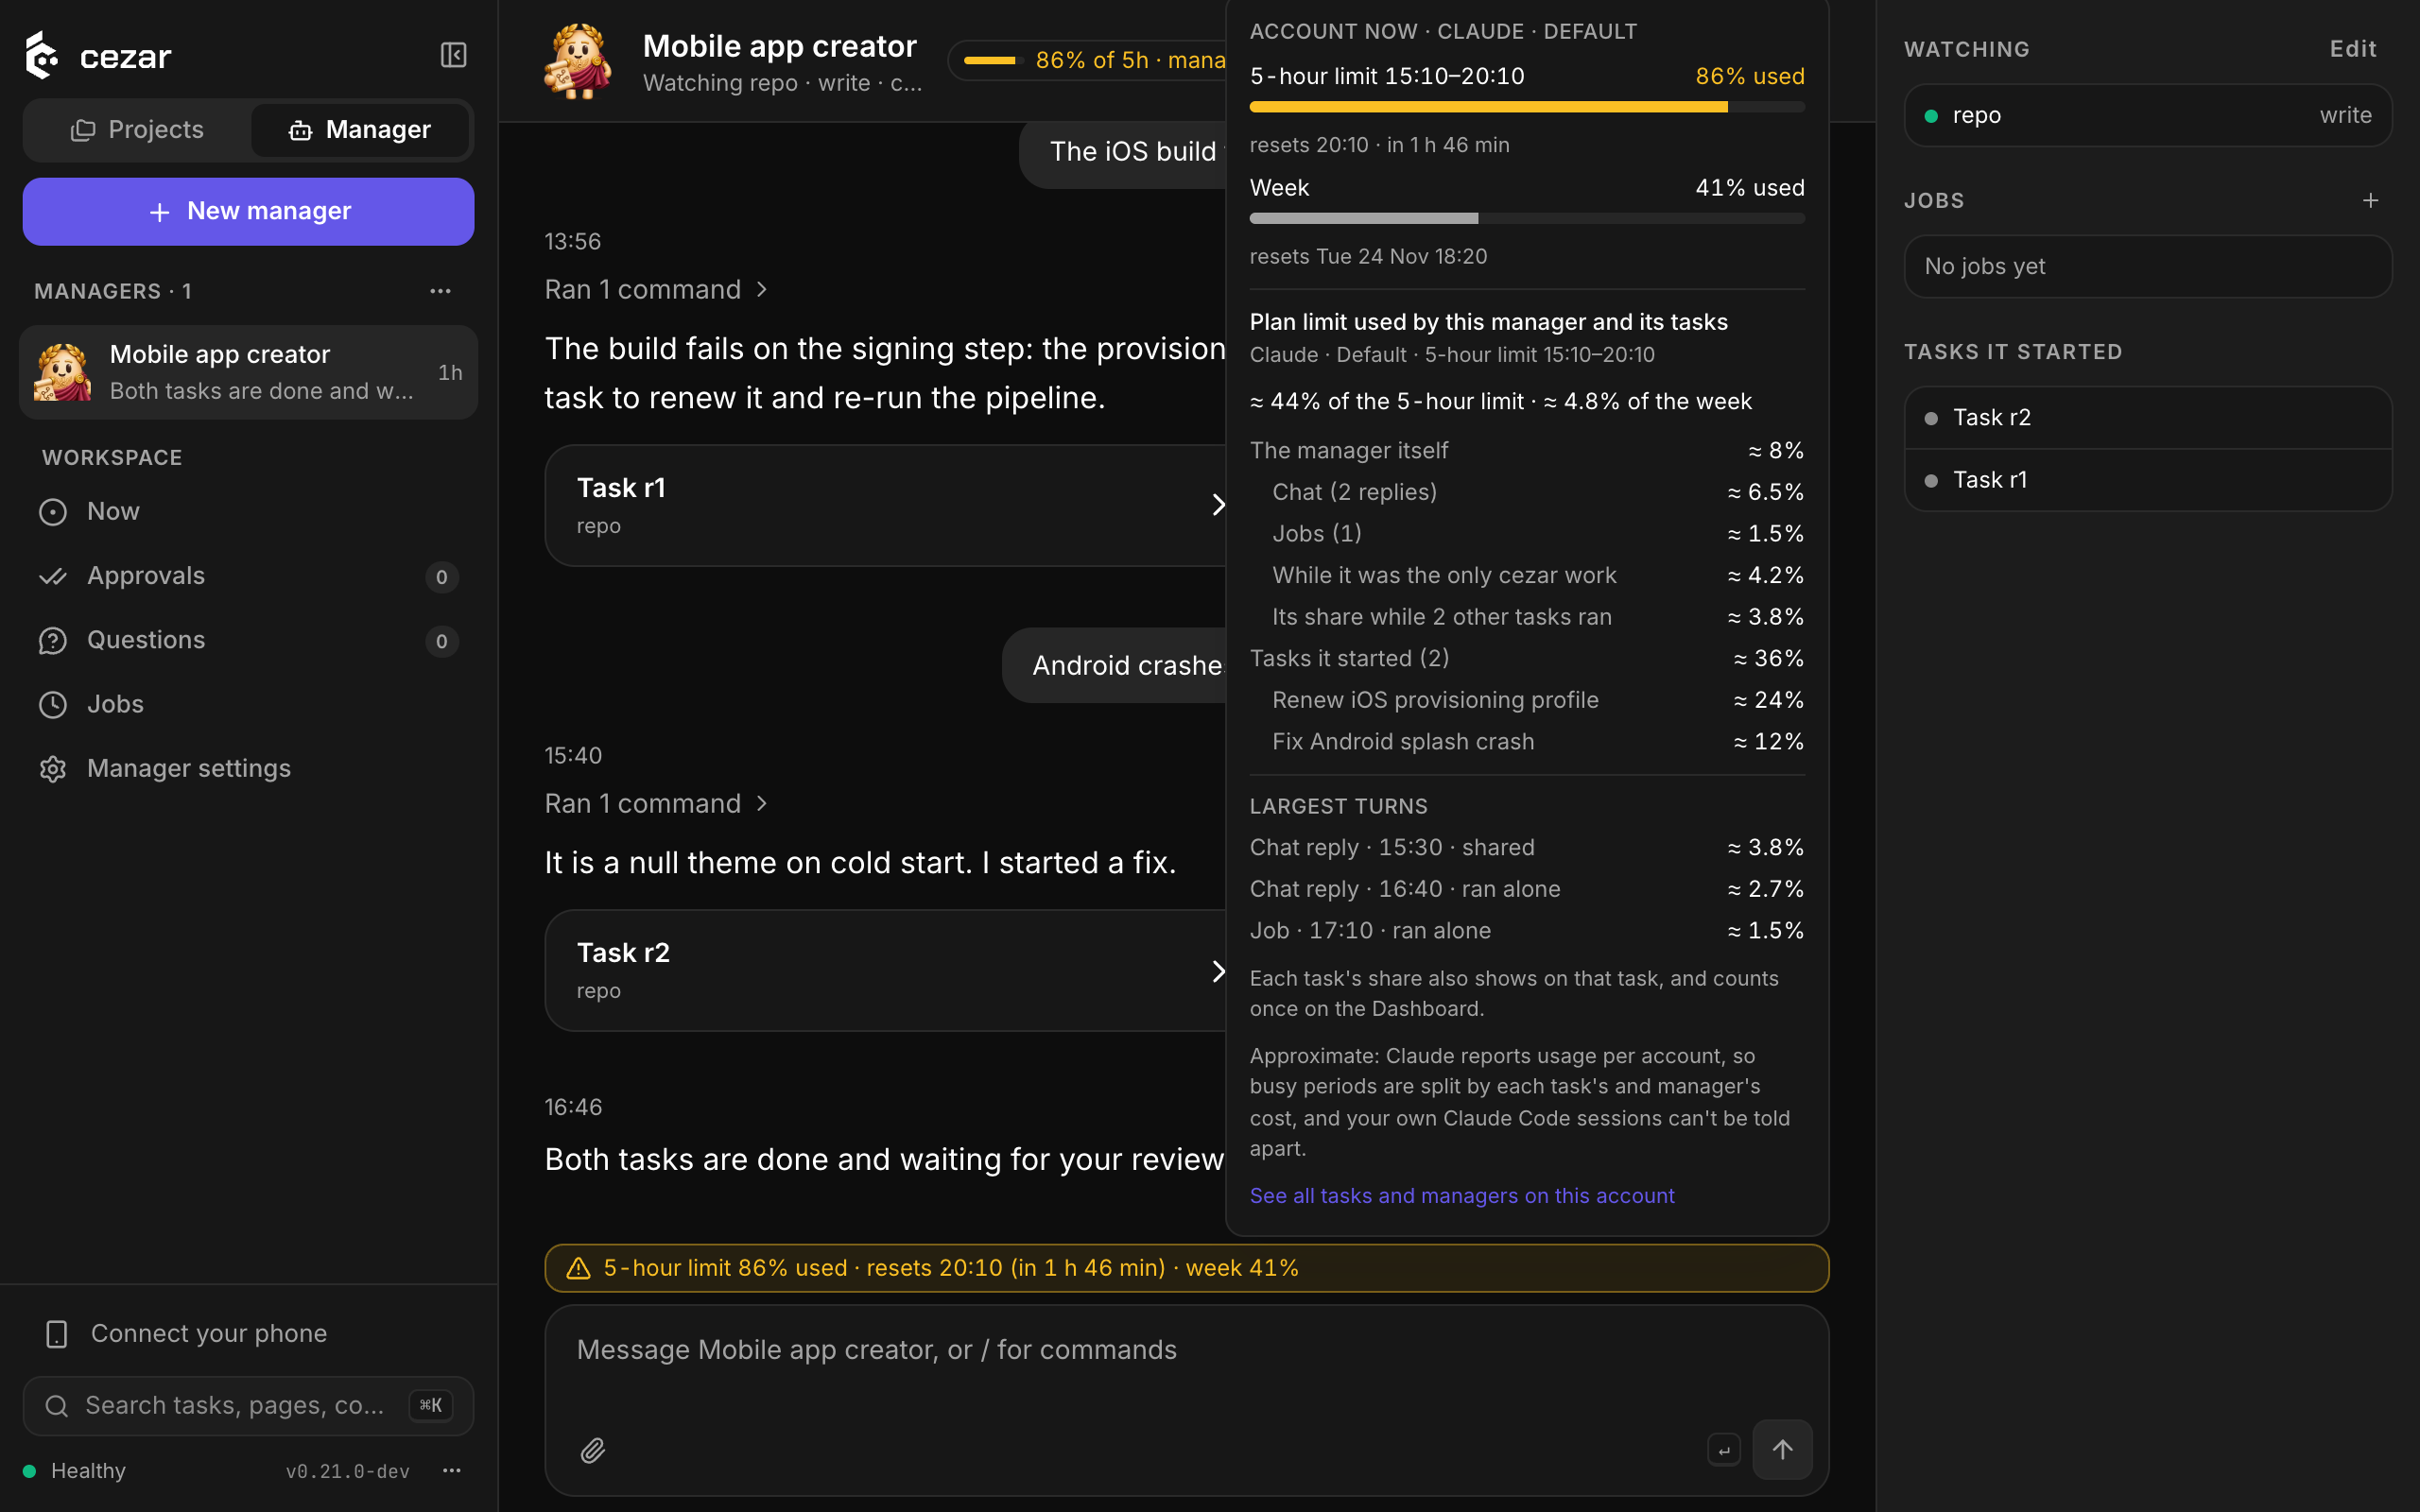 cezar
Projects
Manager
New manager
MANAGERS · 1
Mobile app creator
Both tasks are done and w...
1h
WORKSPACE
Now
Approvals
0
Questions
0
Jobs
Manager settings
Connect your phone
Search tasks, pages, co...
⌘K
Healthy
v0.21.0-dev
Mobile app creator
Watching repo · write · c...
86% of 5h · mana
The iOS build
13:56
Ran 1 command
The build fails on the signing step: the provision
task to renew it and re-run the pipeline.
Task r1
repo
Android crashe
15:40
Ran 1 command
It is a null theme on cold start. I started a fix.
Task r2
repo
16:46
Both tasks are done and waiting for your review
ACCOUNT NOW · CLAUDE · DEFAULT
5-hour limit 15:10–20:10
86% used
resets 20:10 · in 1 h 46 min
Week
41% used
resets Tue 24 Nov 18:20
Plan limit used by this manager and its tasks
Claude · Default · 5-hour limit 15:10–20:10
≈ 44% of the 5-hour limit · ≈ 4.8% of the week
The manager itself
≈ 8%
Chat (2 replies)
≈ 6.5%
Jobs (1)
≈ 1.5%
While it was the only cezar work
≈ 4.2%
Its share while 2 other tasks ran
≈ 3.8%
Tasks it started (2)
≈ 36%
Renew iOS provisioning profile
≈ 24%
Fix Android splash crash
≈ 12%
LARGEST TURNS
Chat reply · 15:30 · shared
≈ 3.8%
Chat reply · 16:40 · ran alone
≈ 2.7%
Job · 17:10 · ran alone
≈ 1.5%
Each task's share also shows on that task, and counts
once on the Dashboard.
Approximate: Claude reports usage per account, so
busy periods are split by each task's and manager's
cost, and your own Claude Code sessions can't be told
apart.
See all tasks and managers on this account
5-hour limit 86% used · resets 20:10 (in 1 h 46 min) · week 41%
Message Mobile app creator, or / for commands
WATCHING
Edit
repo
write
JOBS
No jobs yet
TASKS IT STARTED
Task r2
Task r1